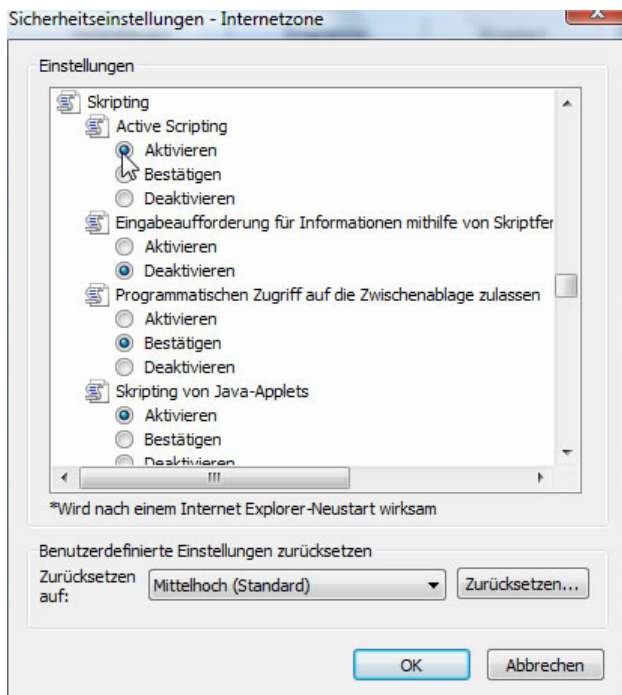 Sicherheitseinstellungen - Internetzone
Einstellungen
Skripting
Active Scripting
Aktivieren
Bestätigen
Deaktivieren
Eingabeaufforderung für Informationen mithilfe von Skriptfer
Aktivieren
Deaktivieren
Programmatischen Zugriff auf die Zwischenablage zulassen
Aktivieren
Bestätigen
Deaktivieren
Skripting von Java-Applets
Aktivieren
Bestätigen
Deaktivieren
*Wird nach einem Internet Explorer-Neustart wirksam
Benutzerdefinierte Einstellungen zurücksetzen
Zurücksetzen auf:
Mittelhoch (Standard)
Zurücksetzen...
OK
Abbrechen